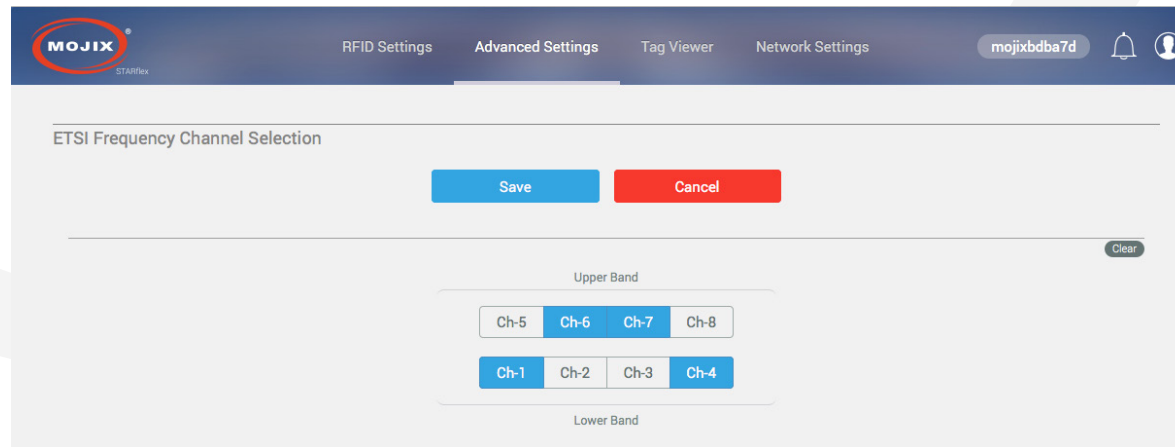 MOJIX
STARflex
RFID Settings Advanced Settings Tag Viewer Network Settings mojixbdba7d
ETSI Frequency Channel Selection
Save Cancel
Clear
Upper Band
Ch-5 Ch-6 Ch-7 Ch-8
Ch-1 Ch-2 Ch-3 Ch-4
Lower Band